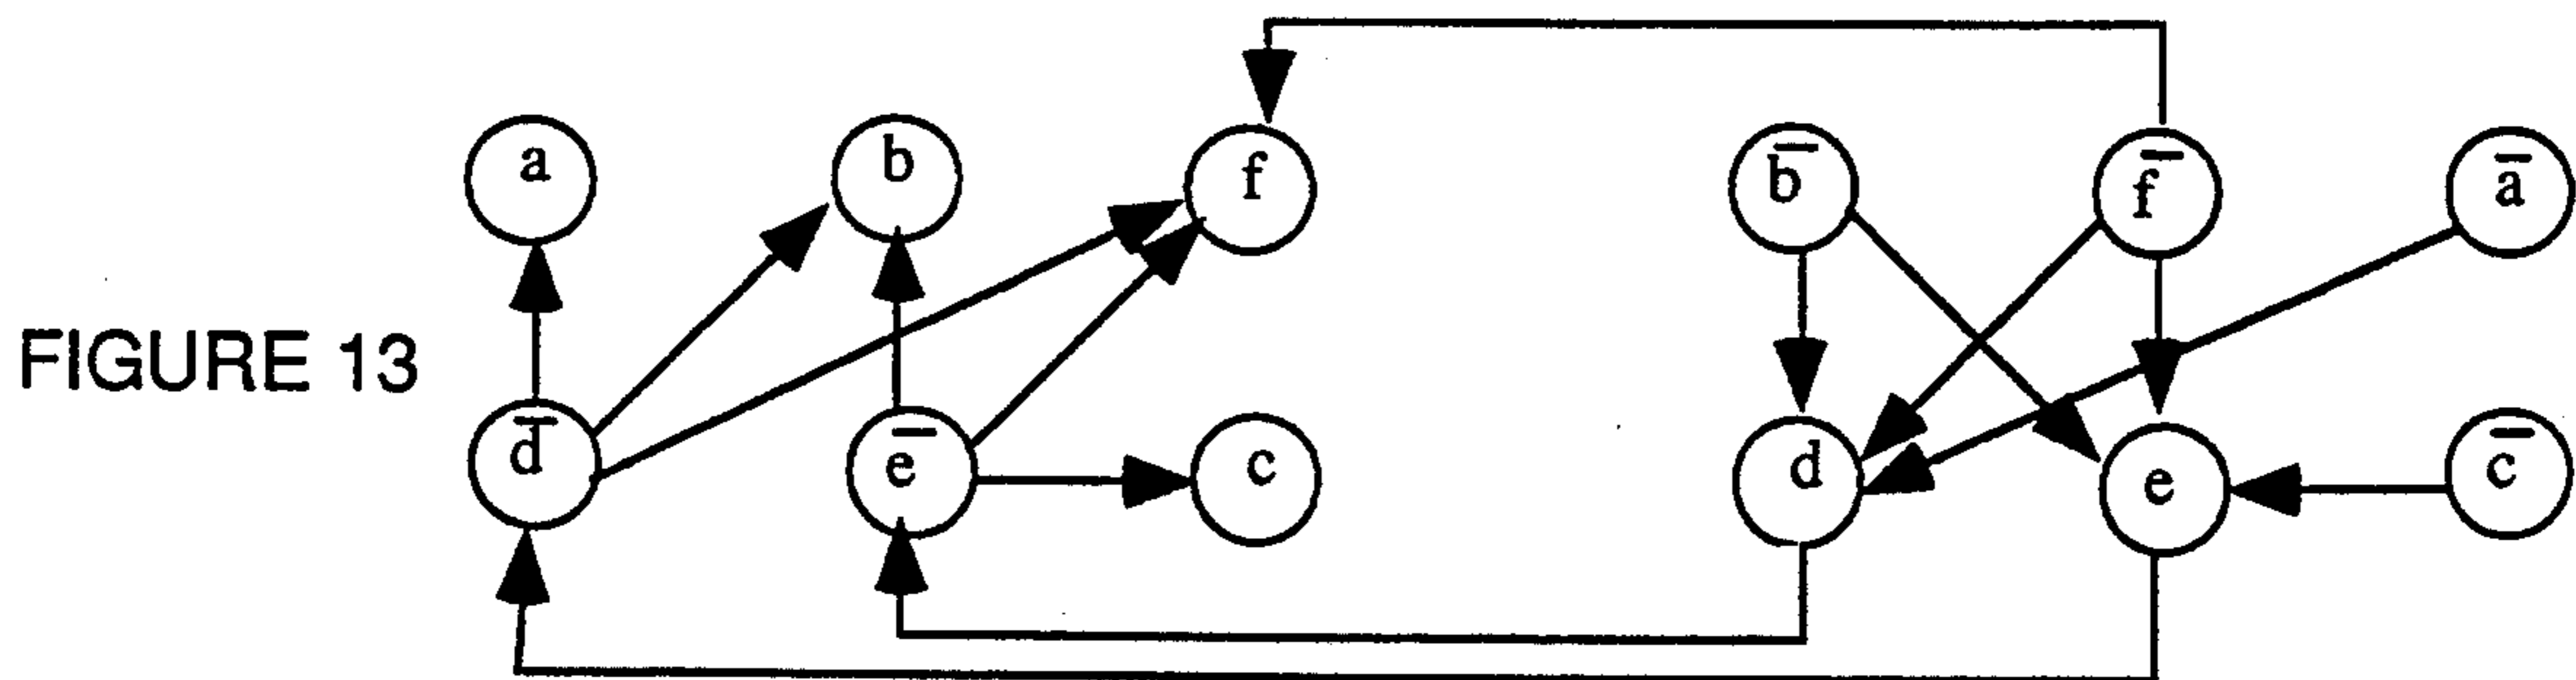 a b f b̅ f̅ a̅
FIGURE 13
d̅ e̅ c d e c̅